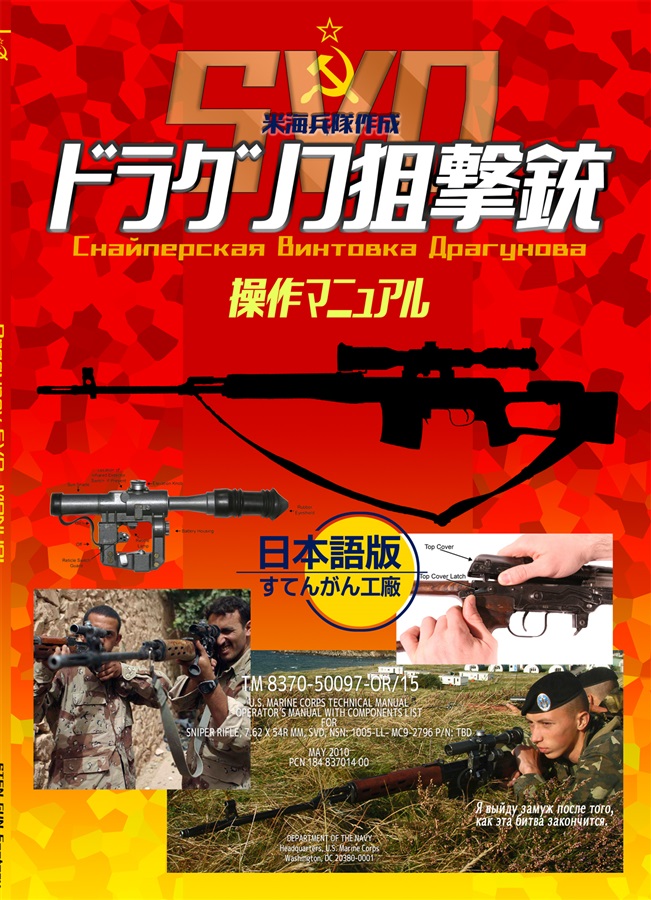 SVD
米海兵隊作成
ドラグノフ狙撃銃
Снайперская Винтовка Драгунова
操作マニュアル
日本語版
すてんがん工廠
Top Cover
Top Cover Latch
TM 8370-50097-OR/15
U.S. MARINE CORPS TECHNICAL MANUAL
OPERATOR'S MANUAL WITH COMPONENTS LIST
FOR
SNIPER RIFLE, 7.62 X 54R MM, SVD, NSN: 1005-LL- MC9-2796 P/N: TBD
MAY 2010
PCN 184 837014 00
Я выйду замуж после того,
как эта битва закончится.
DEPARTMENT OF THE NAVY
Headquarters, U.S. Marine Corps
Washington, DC 20380-0001